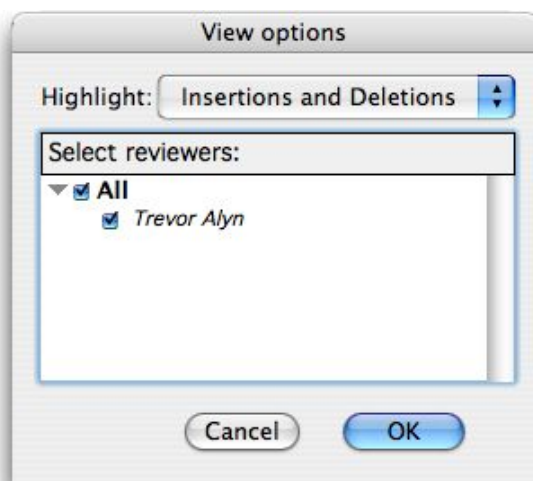 View options
Highlight: Insertions and Deletions
Select reviewers:
All
Trevor Alyn
Cancel OK